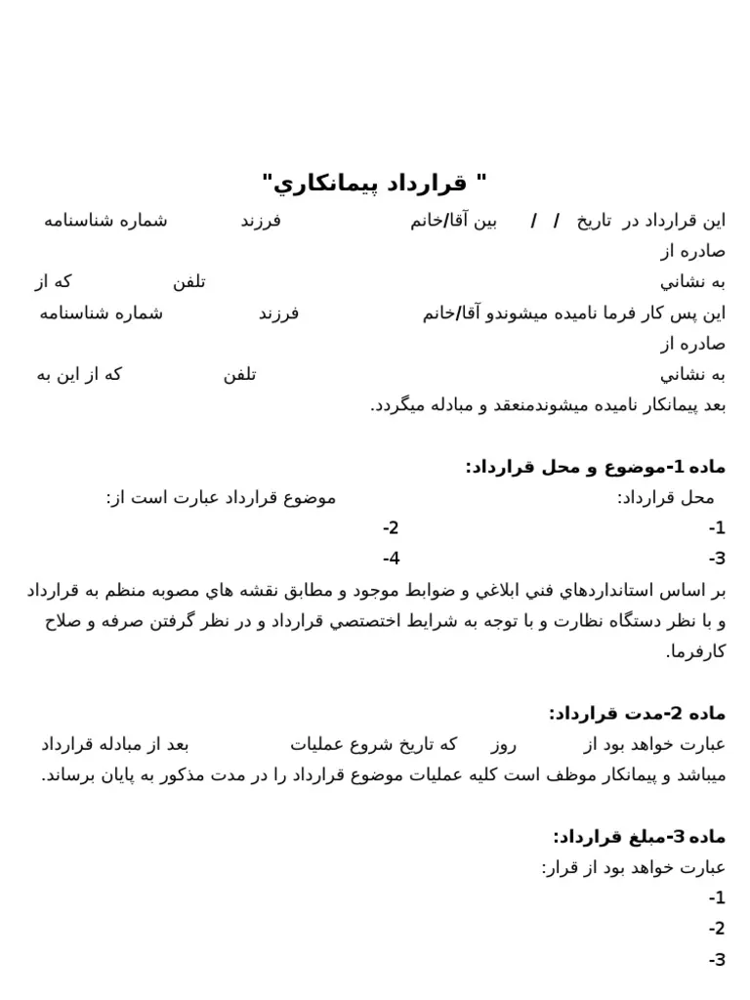 " قرارداد پيمانكاري"
اين قرارداد در تاريخ / / بين آقا/خانم فرزند شماره شناسنامه
صادره از
به نشاني تلفن كه از
اين پس كار فرما ناميده ميشوندو آقا/خانم فرزند شماره شناسنامه
صادره از
به نشاني تلفن كه از اين به
بعد پيمانكار ناميده ميشوندمنعقد و مبادله ميگردد.
ماده 1-موضوع و محل قرارداد:
محل قرارداد: موضوع قرارداد عبارت است از:
1- 2-
3- 4-
بر اساس استانداردهاي فني ابلاغي و ضوابط موجود و مطابق نقشه هاي مصوبه منظم به قرارداد
و با نظر دستگاه نظارت و با توجه به شرايط اختصتصي قرارداد و در نظر گرفتن صرفه و صلاح
كارفرما.
ماده 2-مدت قرارداد:
عبارت خواهد بود از روز كه تاريخ شروع عمليات بعد از مبادله قرارداد
ميباشد و پيمانكار موظف است كليه عمليات موضوع قرارداد را در مدت مذكور به پايان برساند.
ماده 3-مبلغ قرارداد:
عبارت خواهد بود از قرار:
1-
2-
3-